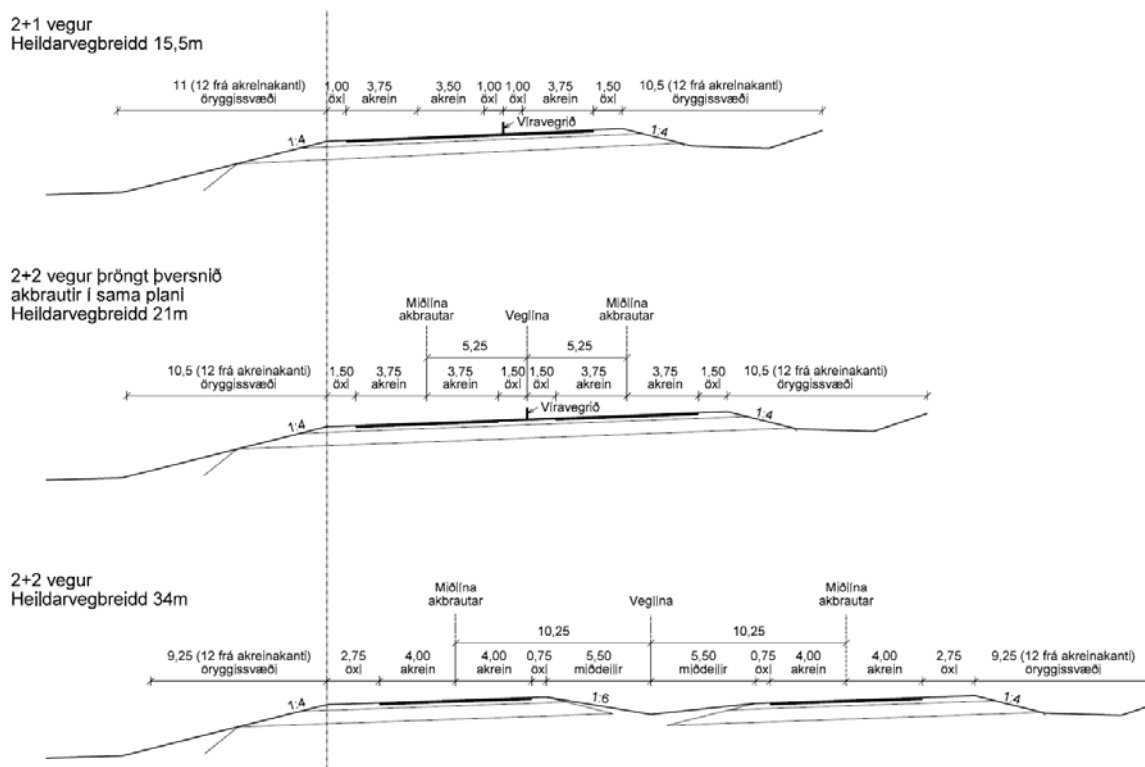 2+1 vegur
Heildarvegbreidd 15,5m
11 (12 frá akreinakanti)
öryggissvæði
1,00
öxl
3,75
akrein
3,50
akrein
1,00
öxl
1,00
öxl
3,75
akrein
1,50
öxl
10,5 (12 frá akreinakanti)
öryggissvæði
Víravegrið
1:4
1:4
2+2 vegur þröngt þversnið
akbrautir í sama plani
Heildarvegbreidd 21m
Miðlína
akbrautar
Veglína
Miðlína
akbrautar
5,25
5,25
10,5 (12 frá akreinakanti)
öryggissvæði
1,50
öxl
3,75
akrein
3,75
akrein
1,50
öxl
1,50
öxl
3,75
akrein
3,75
akrein
1,50
öxl
10,5 (12 frá akreinakanti)
öryggissvæði
Víravegrið
1:4
1:4
2+2 vegur
Heildarvegbreidd 34m
Miðlína
akbrautar
Veglína
Miðlína
akbrautar
10,25
10,25
9,25 (12 frá akreinakanti)
öryggissvæði
2,75
öxl
4,00
akrein
4,00
akrein
0,75
öxl
5,50
miðdeilir
5,50
miðdeilir
0,75
öxl
4,00
akrein
4,00
akrein
2,75
öxl
9,25 (12 frá akreinakanti)
öryggissvæði
1:4
1:6
1:4